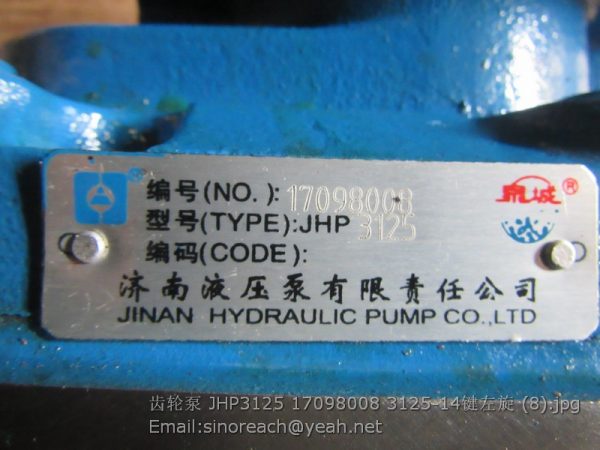 编号(NO.):17098008
型号(TYPE):JHP 3125
编码(CODE):
济南液压泵有限责任公司
JINAN HYDRAULIC PUMP CO.,LTD
泉城®
齿轮泵 JHP3125 17098008 3125-14键左旋 (8).jpg
Email:sinoreach@yeah.net